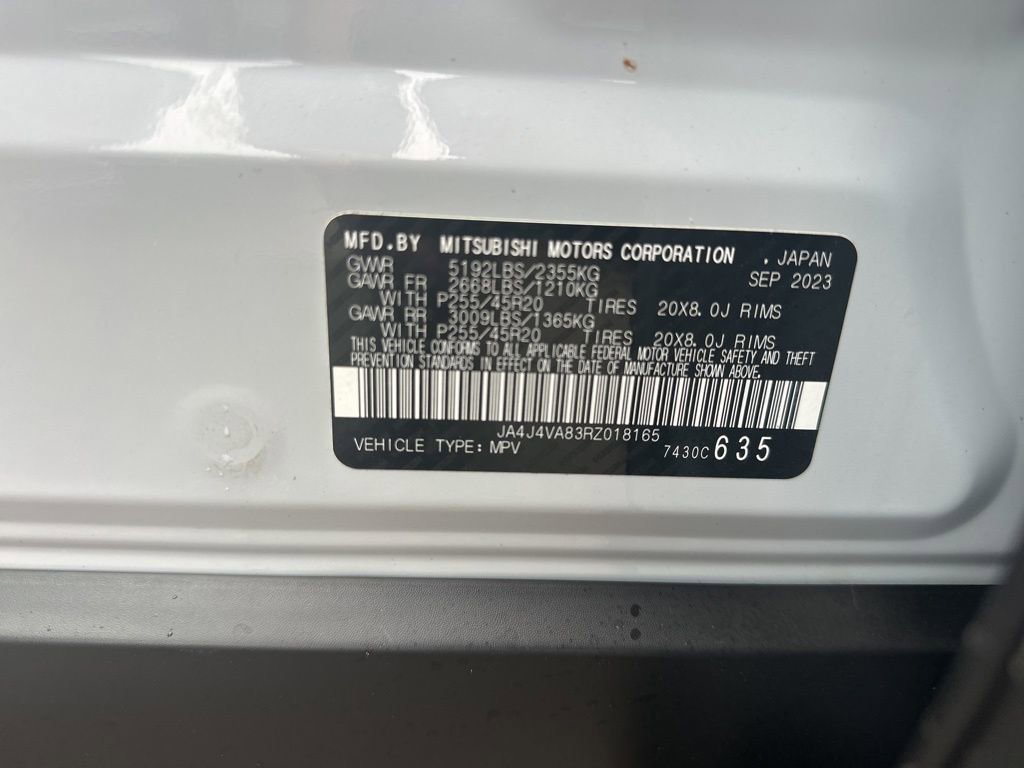 MFD.BY MITSUBISHI MOTORS CORPORATION . JAPAN
GVWR 5192LBS/2355KG SEP 2023
GAWR FR 2668LBS/1210KG
WITH P255/45R20 TIRES 20X8.0J RIMS
GAWR RR 3009LBS/1365KG
WITH P255/45R20 TIRES 20X8.0J RIMS
THIS VEHICLE CONFORMS TO ALL APPLICABLE FEDERAL MOTOR VEHICLE SAFETY AND THEFT
PREVENTION STANDARDS IN EFFECT ON THE DATE OF MANUFACTURE SHOWN ABOVE.
JA4J4VA83RZ018165
VEHICLE TYPE: MPV 7430C 635